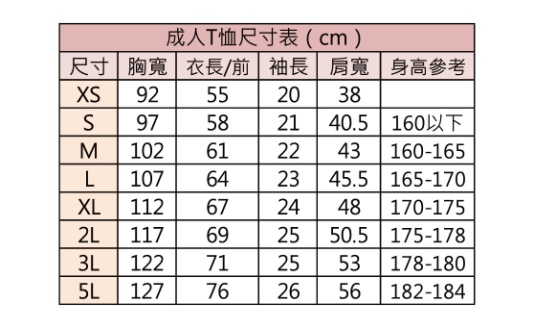 成人T恤尺寸表(cm)
尺寸 胸寬 衣長/前 袖長 肩寬 身高參考
XS 92 55 20 38
S 97 58 21 40.5 160以下
M 102 61 22 43 160-165
L 107 64 23 45.5 165-170
XL 112 67 24 48 170-175
2L 117 69 25 50.5 175-178
3L 122 71 25 53 178-180
5L 127 76 26 56 182-184